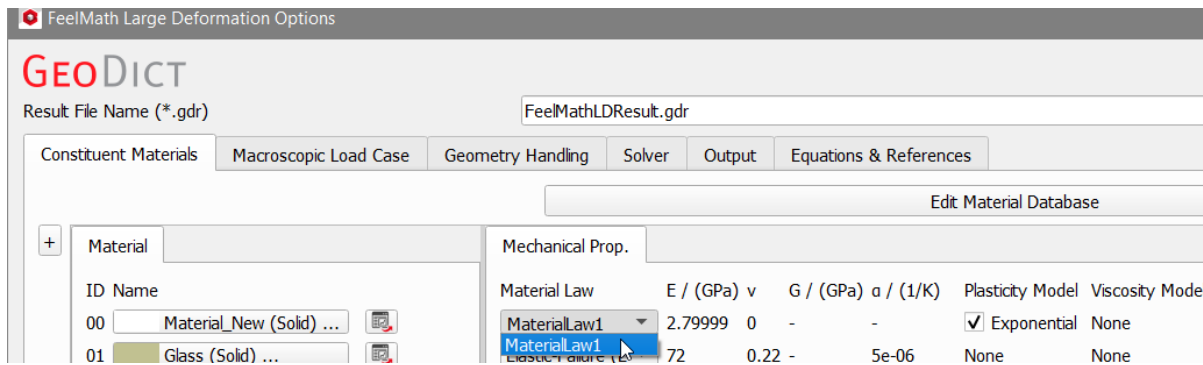 FeelMath Large Deformation Options
GEODICT
Result File Name (*.gdr) FeelMathLDResult.gdr
Constituent Materials Macroscopic Load Case Geometry Handling Solver Output Equations & References
Edit Material Database
+ Material Mechanical Prop.
ID Name Material Law E / (GPa) ν G / (GPa) α / (1/K) Plasticity Model Viscosity Mode
00 Material_New (Solid) ... MaterialLaw1 2.79999 0 - - Exponential None
MaterialLaw1
01 Glass (Solid) ... 72 0.22 - 5e-06 None None